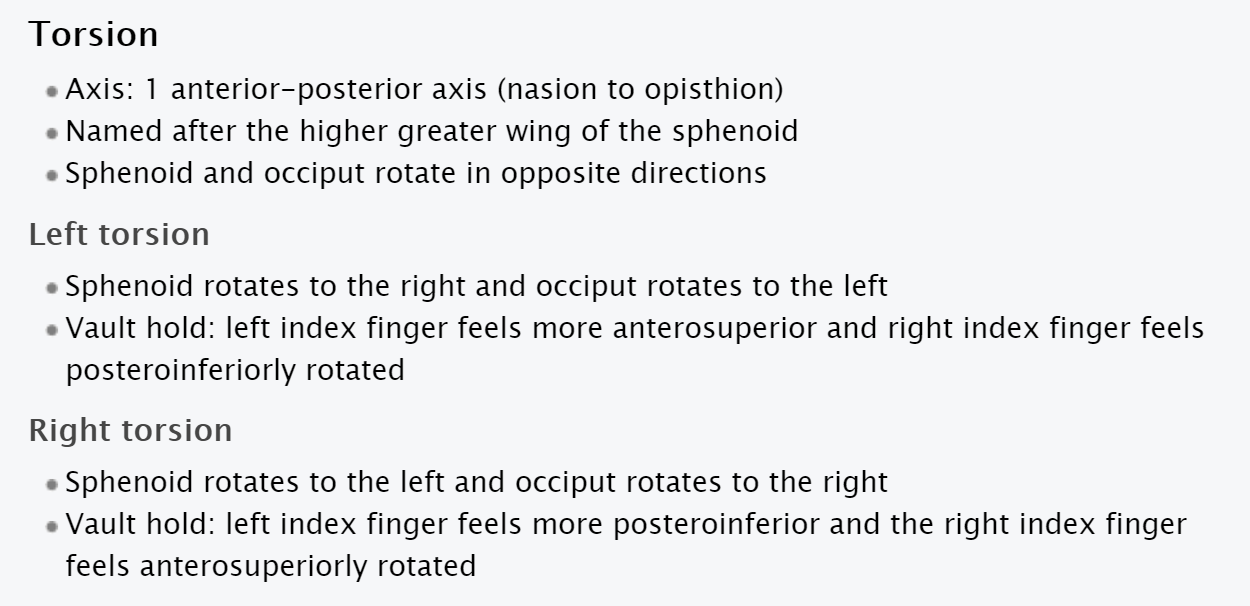 Torsion
Axis: 1 anterior–posterior axis (nasion to opisthion)
Named after the higher greater wing of the sphenoid
Sphenoid and occiput rotate in opposite directions
Left torsion
Sphenoid rotates to the right and occiput rotates to the left
Vault hold: left index finger feels more anterosuperior and right index finger feels
posteroinferiorly rotated
Right torsion
Sphenoid rotates to the left and occiput rotates to the right
Vault hold: left index finger feels more posteroinferior and the right index finger
feels anterosuperiorly rotated